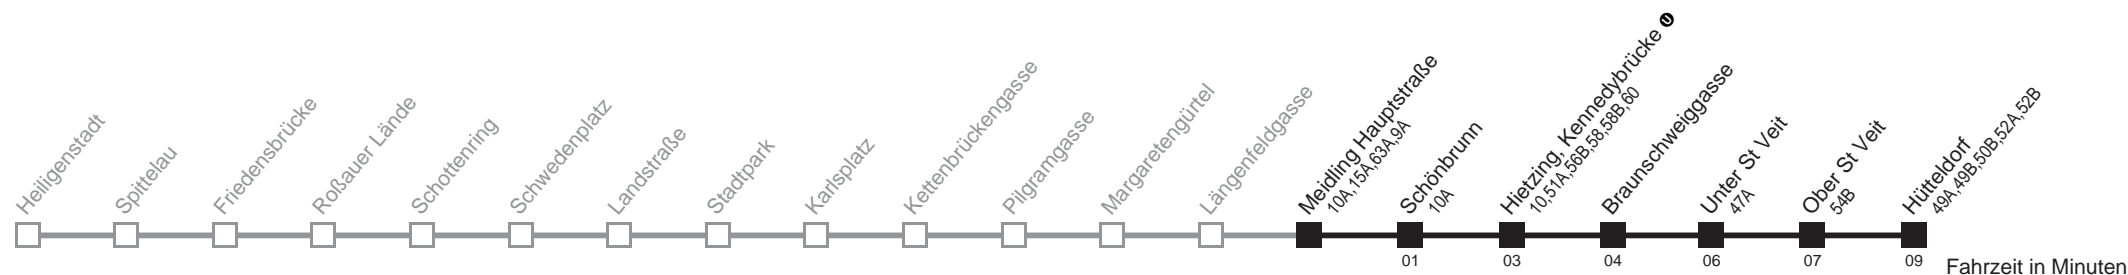 Heiligenstadt
Spittelau
Friedensbrücke
Roßauer Lände
Schottenring
Schwedenplatz
Landstraße
Stadtpark
Karlsplatz
Kettenbrückengasse
Pilgramgasse
Margaretengürtel
Längenfeldgasse
Meidling Hauptstraße
10A,15A,63A,9A
Schönbrunn
10A
Hietzing, Kennedybrücke U
10,51A,56B,58,58B,60
Braunschweiggasse
Unter St Veit
47A
Ober St Veit
54B
Hütteldorf
49A,49B,50B,52A,52B
01 03 04 06 07 09
Fahrzeit in Minuten